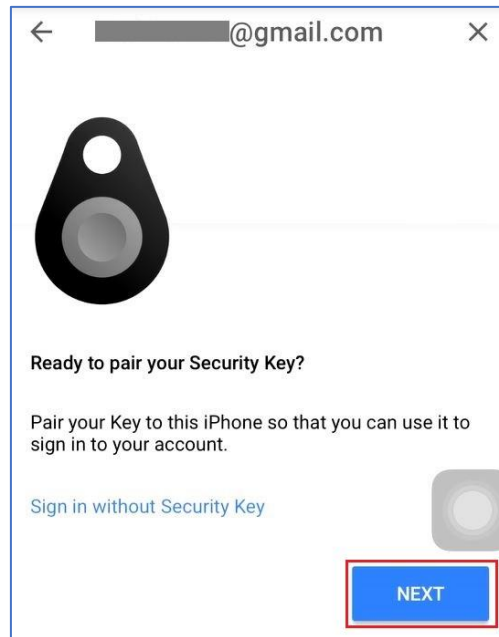 @gmail.com
Ready to pair your Security Key?
Pair your Key to this iPhone so that you can use it to
sign in to your account.
Sign in without Security Key
NEXT